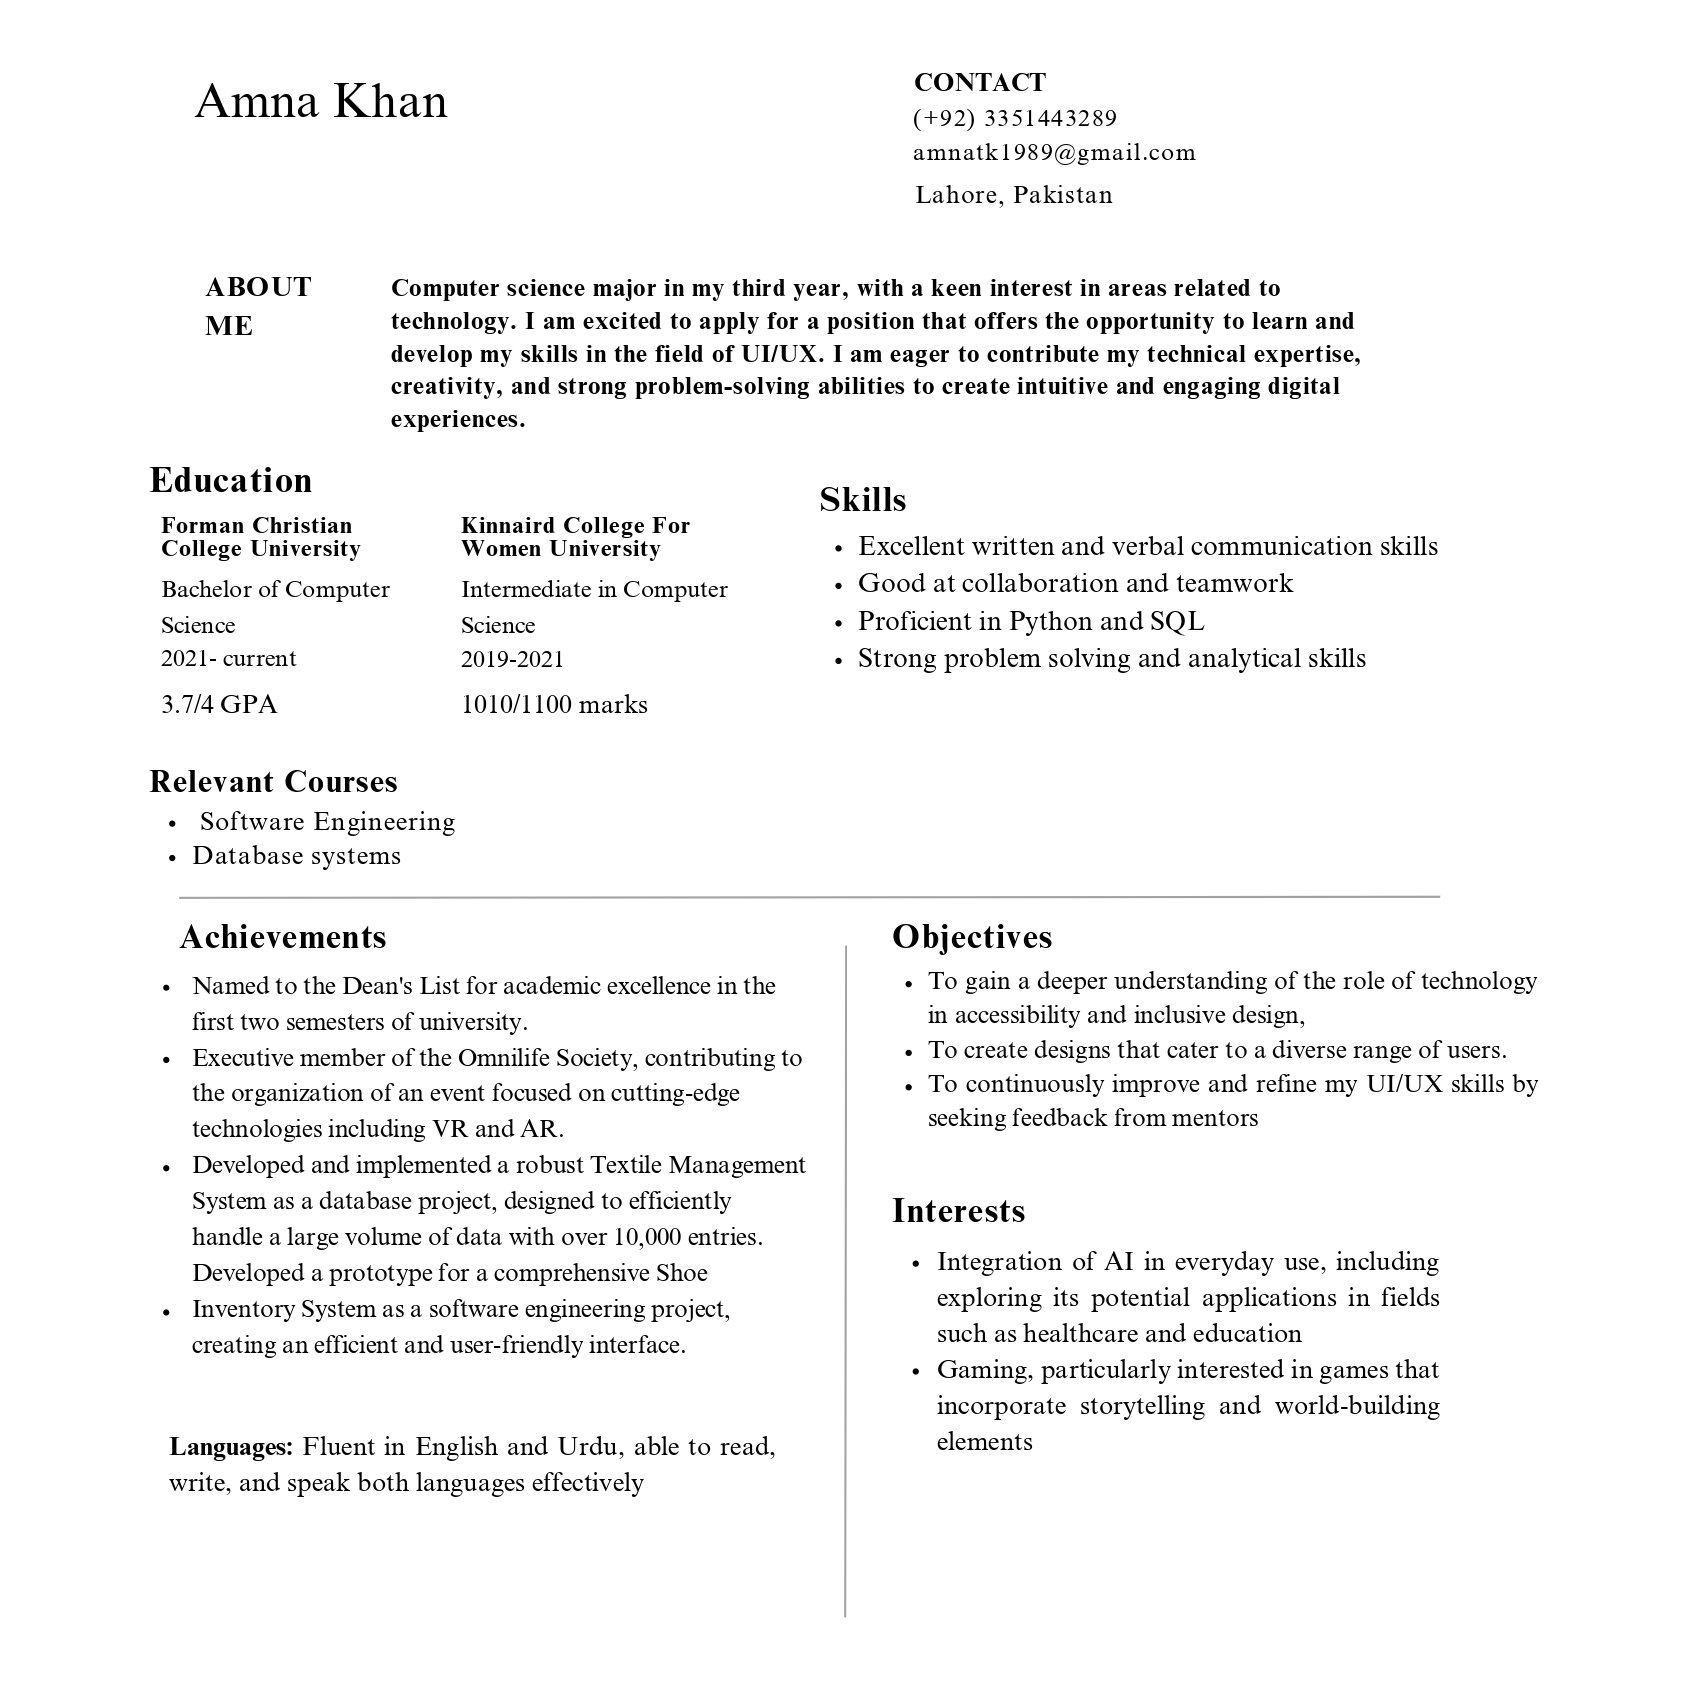 Amna Khan
CONTACT
(+92) 3351443289
amnatk1989@gmail.com
Lahore, Pakistan
ABOUT
ME
Computer science major in my third year, with a keen interest in areas related to
technology. I am excited to apply for a position that offers the opportunity to learn and
develop my skills in the field of UI/UX. I am eager to contribute my technical expertise,
creativity, and strong problem-solving abilities to create intuitive and engaging digital
experiences.
Education
Forman Christian
College University
Bachelor of Computer
Science
2021- current
3.7/4 GPA
Kinnaird College For
Women University
Intermediate in Computer
Science
2019-2021
1010/1100 marks
Skills
• Excellent written and verbal communication skills
• Good at collaboration and teamwork
• Proficient in Python and SQL
• Strong problem solving and analytical skills
Relevant Courses
• Software Engineering
• Database systems
Achievements
• Named to the Dean's List for academic excellence in the
first two semesters of university.
• Executive member of the Omnilife Society, contributing to
the organization of an event focused on cutting-edge
technologies including VR and AR.
• Developed and implemented a robust Textile Management
System as a database project, designed to efficiently
handle a large volume of data with over 10,000 entries.
Developed a prototype for a comprehensive Shoe
• Inventory System as a software engineering project,
creating an efficient and user-friendly interface.
Languages: Fluent in English and Urdu, able to read,
write, and speak both languages effectively
Objectives
• To gain a deeper understanding of the role of technology
in accessibility and inclusive design,
• To create designs that cater to a diverse range of users.
• To continuously improve and refine my UI/UX skills by
seeking feedback from mentors
Interests
• Integration of AI in everyday use, including
exploring its potential applications in fields
such as healthcare and education
• Gaming, particularly interested in games that
incorporate storytelling and world-building
elements